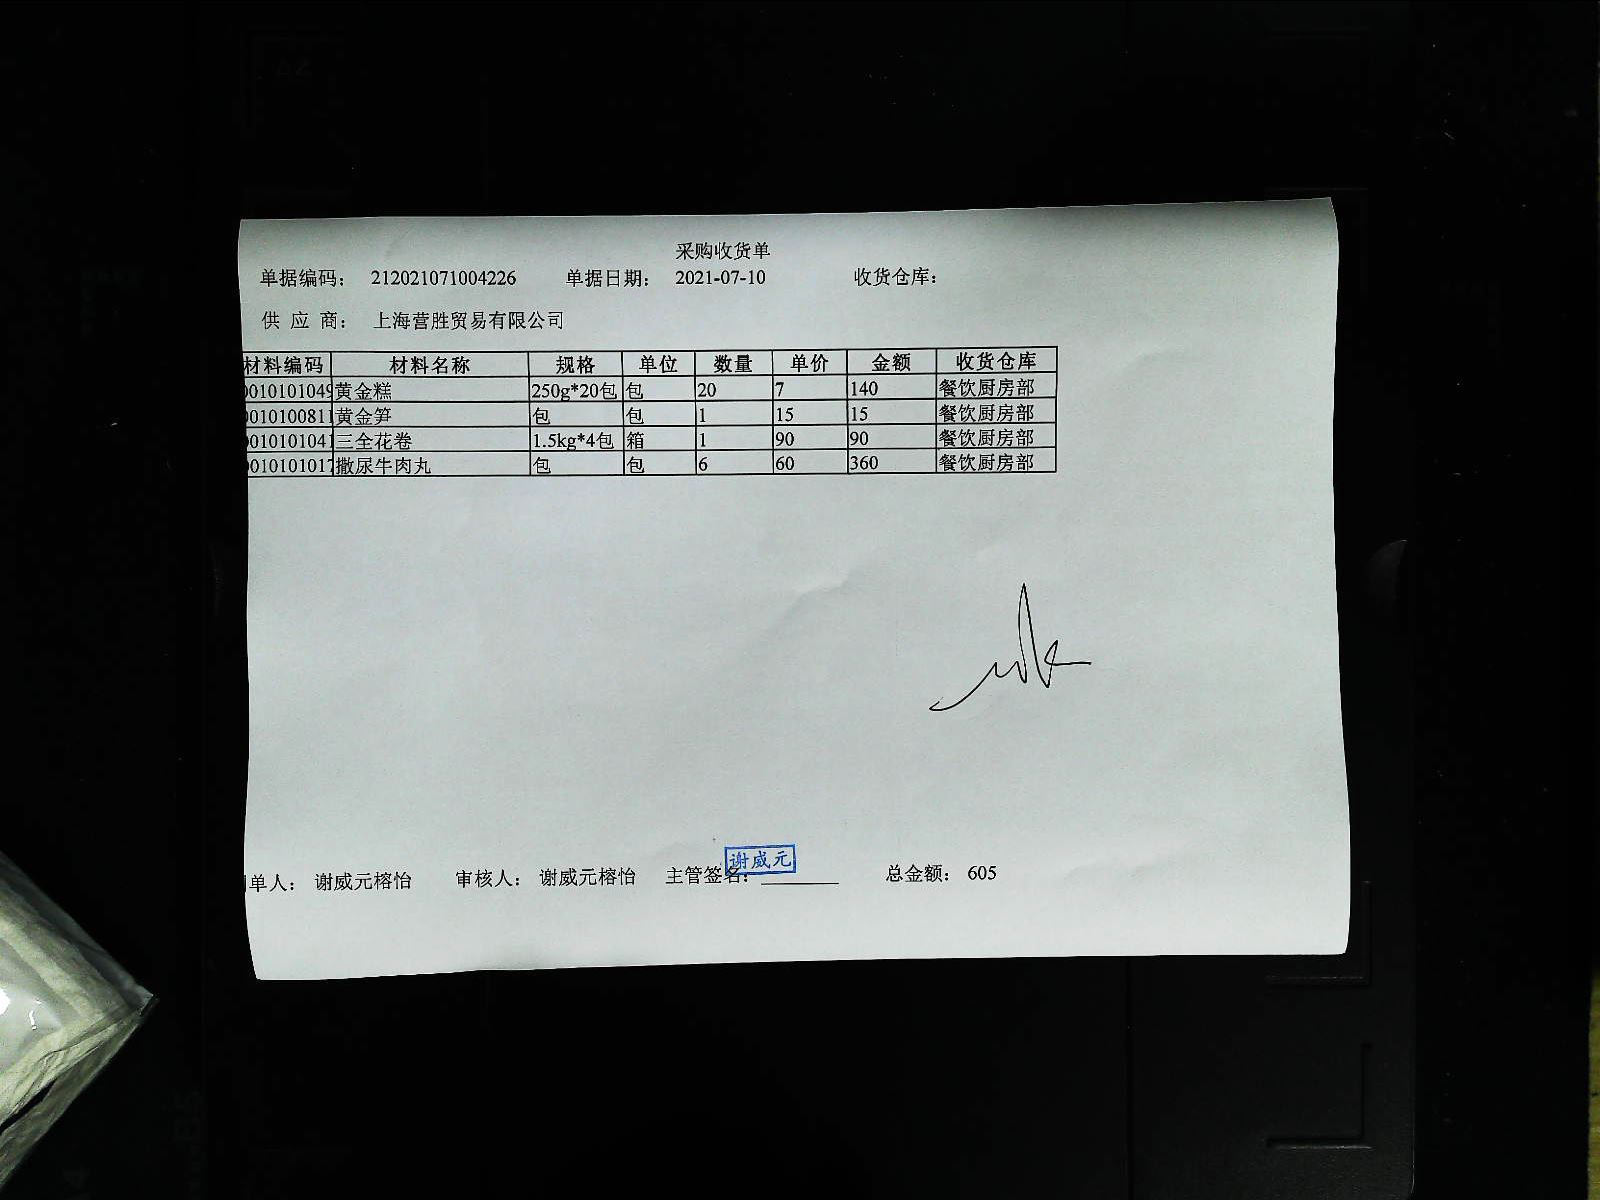 采购收货单
单据编码： 212021071004226 单据日期： 2021-07-10 收货仓库：
供 应 商： 上海营胜贸易有限公司
材料编码 材料名称 规格 单位 数量 单价 金额 收货仓库
0010101049 黄金糕 250g*20包 包 20 7 140 餐饮厨房部
0010100811 黄金笋 包 包 1 15 15 餐饮厨房部
0010101041 三全花卷 1.5kg*4包 箱 1 90 90 餐饮厨房部
0010101017 撒尿牛肉丸 包 包 6 60 360 餐饮厨房部
谢威元
单人： 谢威元榕怡 审核人： 谢威元榕怡 主管签名： 总金额： 605